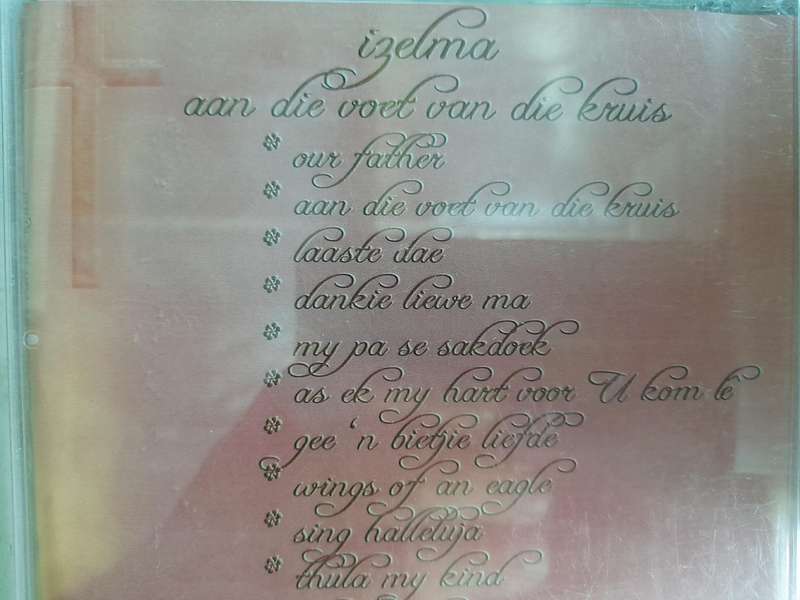 izelma
aan die voet van die kruis
our father
aan die voet van die kruis
laaste dae
dankie liewe ma
my pa se sakdoek
as ek my hart voor U kom lê
gee 'n bietjie liefde
wings of an eagle
sing halleluja
thula my kind